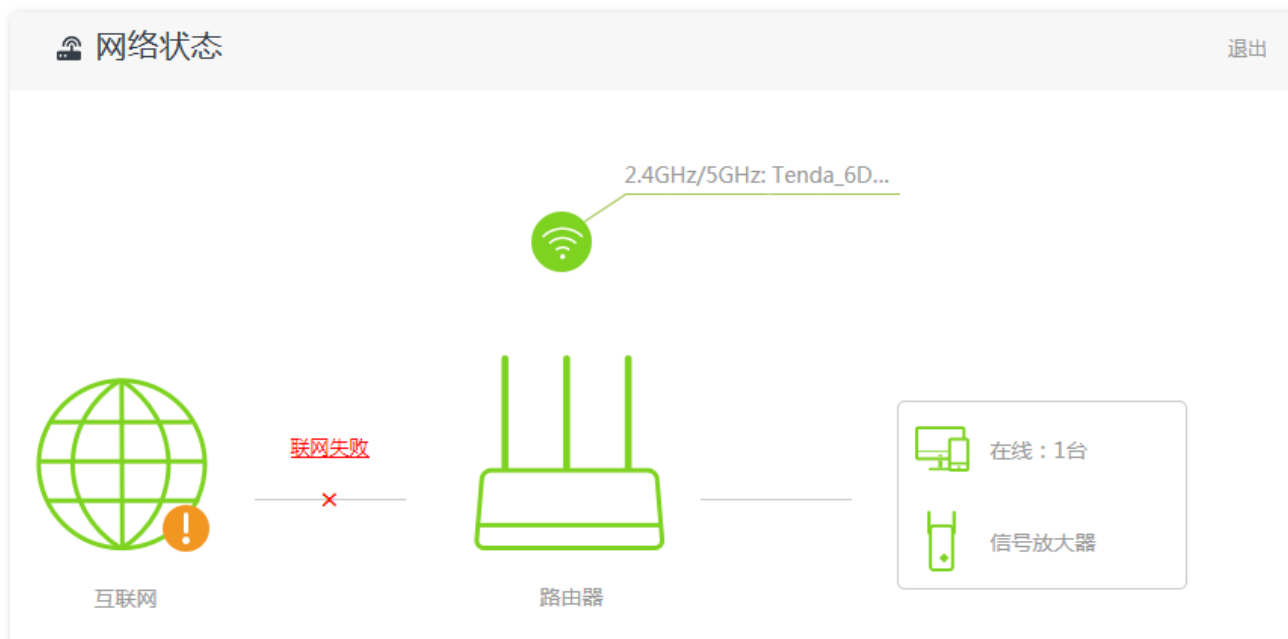 网络状态
退出
2.4GHz/5GHz: Tenda_6D...
联网失败
在线：1台
信号放大器
互联网
路由器